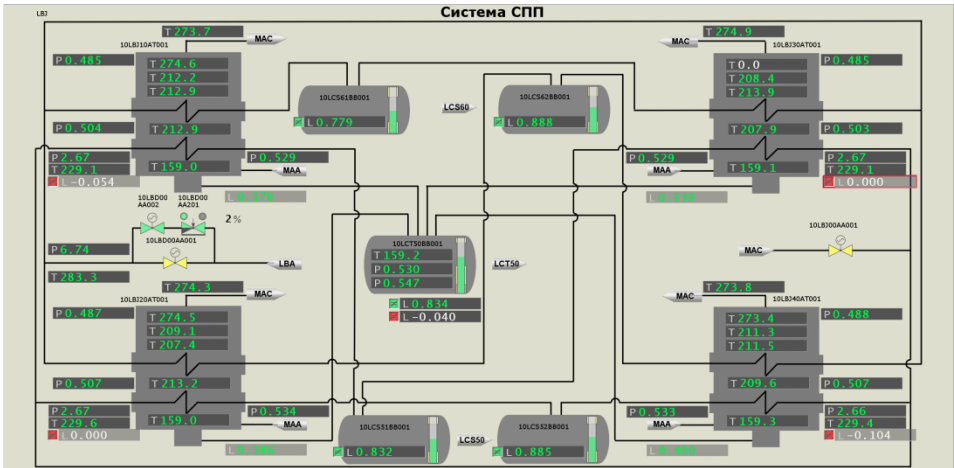 LBJ
Система СПП
T 273.7
MAC
10LBJ10AT001
P 0.485
T 274.6
T 212.2
T 212.9
P 0.504
T 212.9
P 2.67
T 229.1
L -0.054
T 159.0
P 0.529
MAA
10LCS61BB001
L 0.779
LCS60
10LCS62BB001
L 0.888
T 274.9
MAC
10LBJ30AT001
P 0.485
T 0.0
T 208.4
T 213.9
T 207.9
P 0.503
P 0.529
MAA
T 159.1
P 2.67
T 229.1
L 0.000
10LBD00
AA002
10LBD00
AA201
2%
10LBD00AA001
P 6.74
LBA
T 283.3
10LCT50BB001
T 159.2
P 0.530
P 0.547
LCT50
L 0.834
L -0.040
10LBJ00AA001
MAC
T 274.3
MAC
10LBJ20AT001
P 0.487
T 274.5
T 209.1
T 207.4
P 0.507
T 213.2
P 2.67
T 229.6
L 0.000
T 159.0
P 0.534
MAA
10LCS51BB001
L 0.832
LCS50
10LCS52BB001
L 0.885
T 273.8
MAC
10LBJ40AT001
P 0.488
T 273.4
T 211.3
T 211.5
T 209.6
P 0.507
P 0.533
MAA
T 159.3
P 2.66
T 229.4
L -0.104